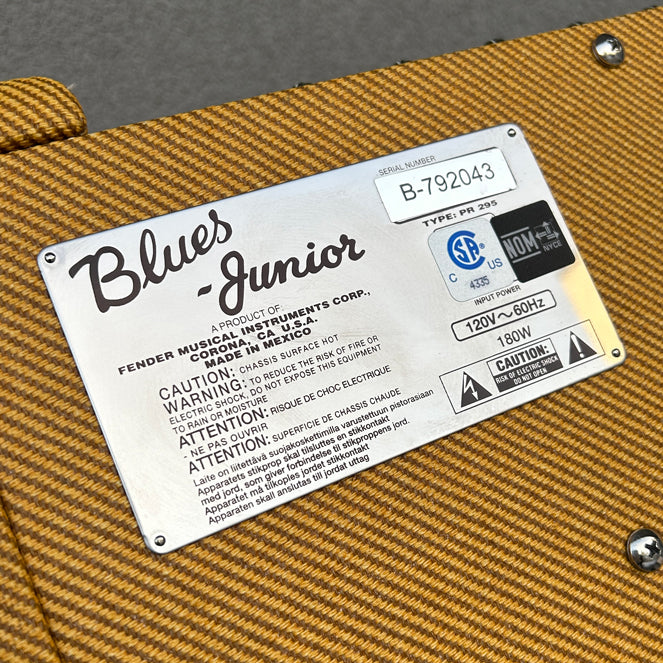 SERIAL NUMBER
B-792043
TYPE: PR 295
Blues
-Junior
C SA US
4335
NOM
NYCE
A PRODUCT OF:
FENDER MUSICAL INSTRUMENTS CORP.,
CORONA, CA U.S.A.
MADE IN MEXICO
INPUT POWER
120V~60Hz
180W
CAUTION:
RISK OF ELECTRIC SHOCK
DO NOT OPEN
CAUTION: CHASSIS SURFACE HOT
WARNING: TO REDUCE THE RISK OF FIRE OR
ELECTRIC SHOCK, DO NOT EXPOSE THIS EQUIPMENT
TO RAIN OR MOISTURE
ATTENTION: RISQUE DE CHOC ELECTRIQUE
- NE PAS OUVRIR
ATTENTION: SUPERFICIE DE CHASSIS CHAUDE
Laite on liitettävä suojakoskettimilla varustettuun pistorasiaan
Apparatets stikprop skal tilsluttes en stikkontakt
med jord, som giver forbindelse til stikproppens jord.
Apparatet må tilkoples jordet stikkontakt
Apparaten skall anslutas till jordat uttag